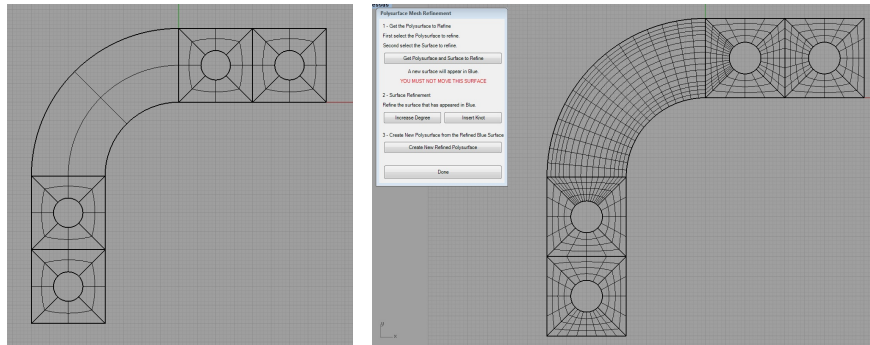 Polysurface Mesh Refinement
1 - Get the Polysurface to Refine
First select the Polysurface to refine.
Second select the Surface to refine.
Get Polysurface and Surface to Refine
A new surface will appear in Blue.
YOU MUST NOT MOVE THIS SURFACE
2 - Surface Refinement
Refine the surface that has appeared in Blue.
Increase Degree
Insert Knot
3 - Create New Polysurface from the Refined Blue Surface
Create New Refined Polysurface
Done
y
x